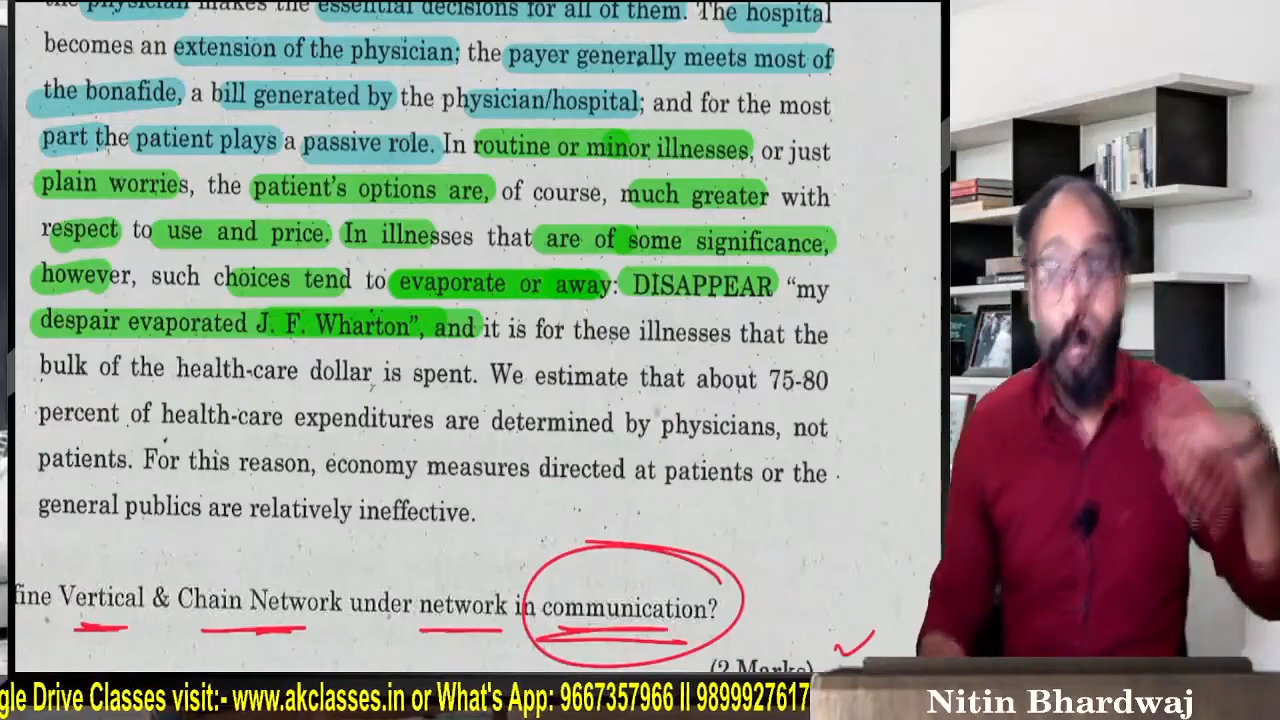 the physician makes the essential decisions for all of them. The hospital
becomes an extension of the physician; the payer generally meets most of
the bonafide, a bill generated by the physician/hospital; and for the most
part the patient plays a passive role. In routine or minor illnesses, or just
plain worries, the patient's options are, of course, much greater with
respect to use and price. In illnesses that are of some significance,
however, such choices tend to evaporate or away: DISAPPEAR “my
despair evaporated J. F. Wharton”, and it is for these illnesses that the
bulk of the health-care dollar is spent. We estimate that about 75-80
percent of health-care expenditures are determined by physicians, not
patients. For this reason, economy measures directed at patients or the
general publics are relatively ineffective.
fine Vertical & Chain Network under network in communication?
(2 Marks)
gle Drive Classes visit:- www.akclasses.in or What's App: 9667357966 II 9899927617
Nitin Bhardwaj